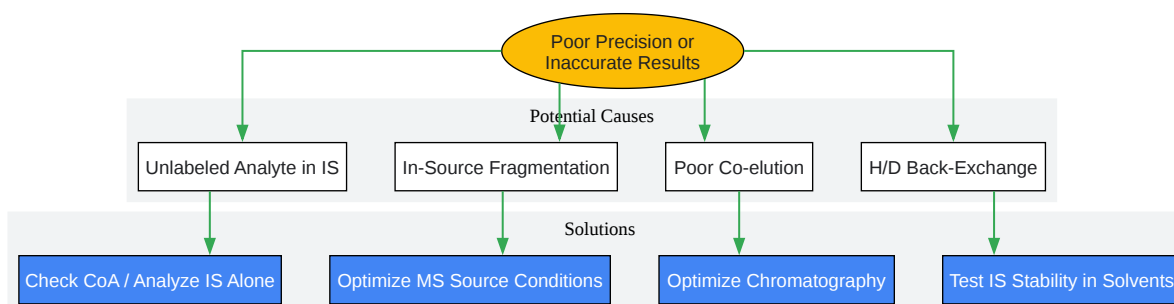 Poor Precision or
Inaccurate Results
Potential Causes
Unlabeled Analyte in IS
In-Source Fragmentation
Poor Co-elution
H/D Back-Exchange
Solutions
Check CoA / Analyze IS Alone
Optimize MS Source Conditions
Optimize Chromatography
Test IS Stability in Solvents